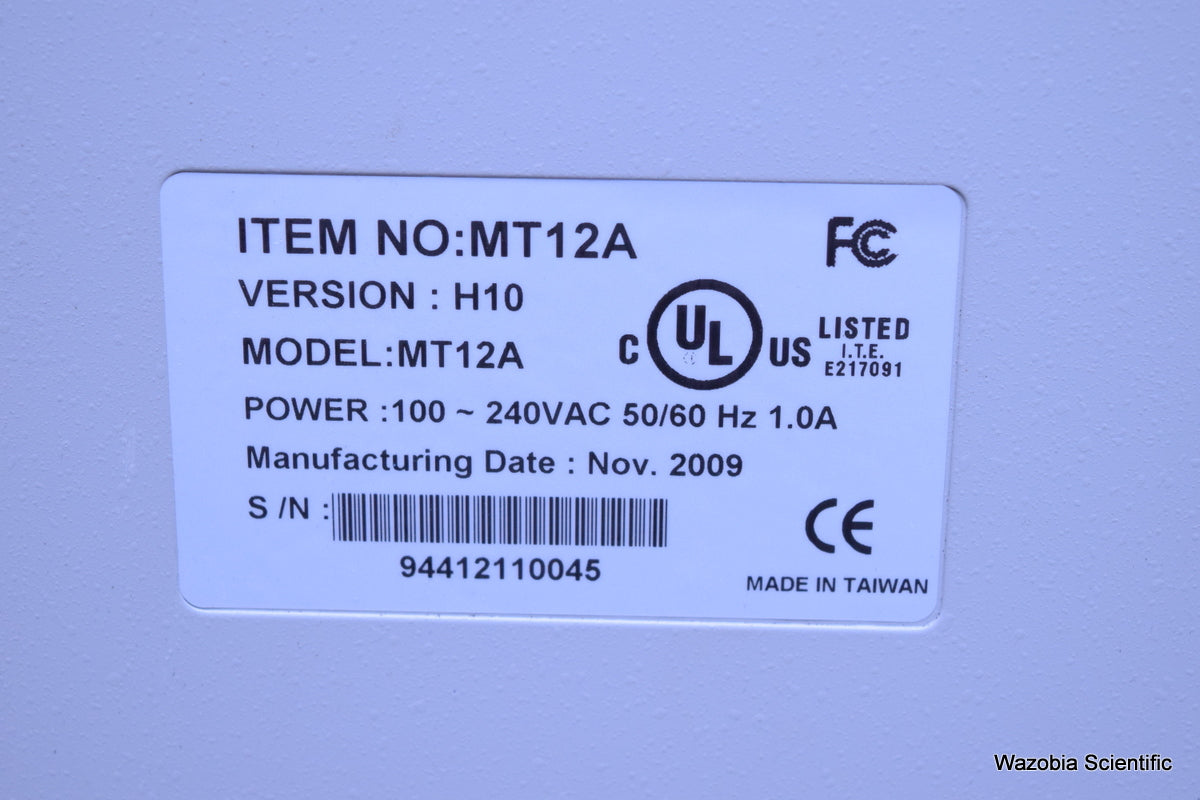 ITEM NO:MT12A
FC
VERSION : H10
MODEL:MT12A
C UL US LISTED
I.T.E.
E217091
POWER :100 ~ 240VAC 50/60 Hz 1.0A
Manufacturing Date : Nov. 2009
S /N :
94412110045
CE
MADE IN TAIWAN
Wazobia Scientific